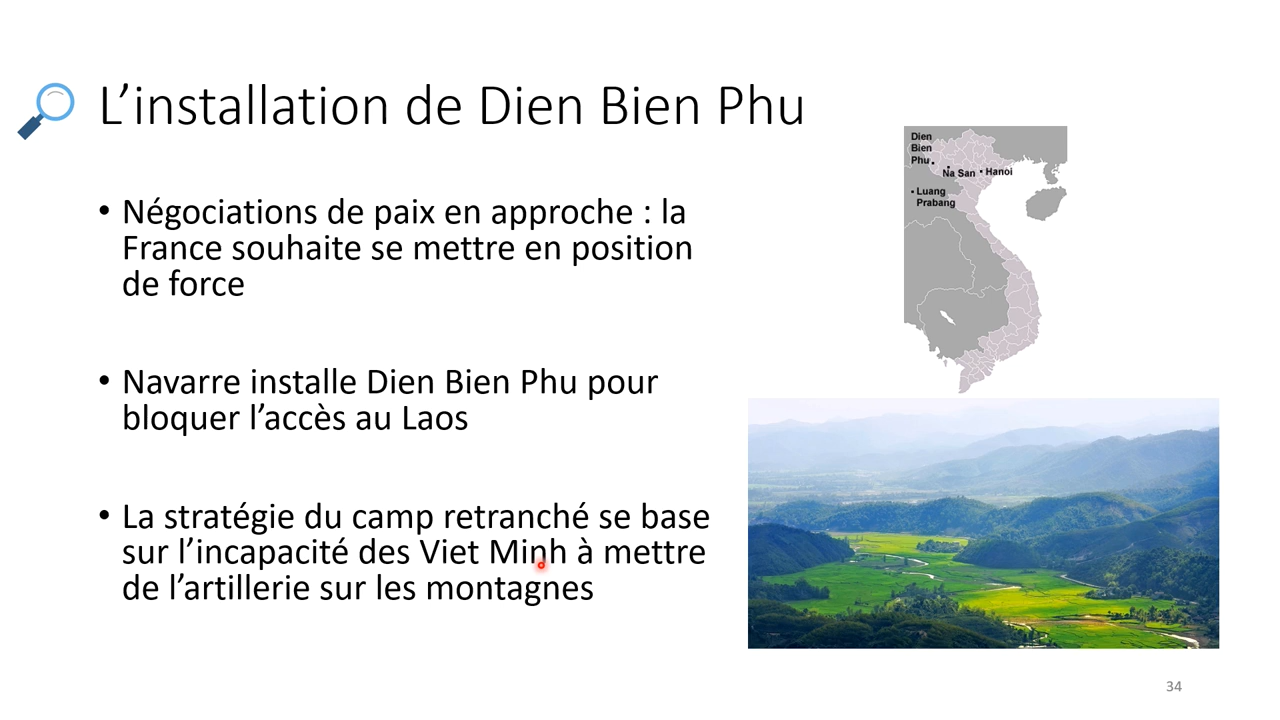 L’installation de Dien Bien Phu
• Négociations de paix en approche : la
France souhaite se mettre en position
de force
• Navarre installe Dien Bien Phu pour
bloquer l’accès au Laos
• La stratégie du camp retranché se base
sur l’incapacité des Viet Minh à mettre
de l’artillerie sur les montagnes
Dien
Bien
Phu
Na San
Hanoi
Luang
Prabang
34